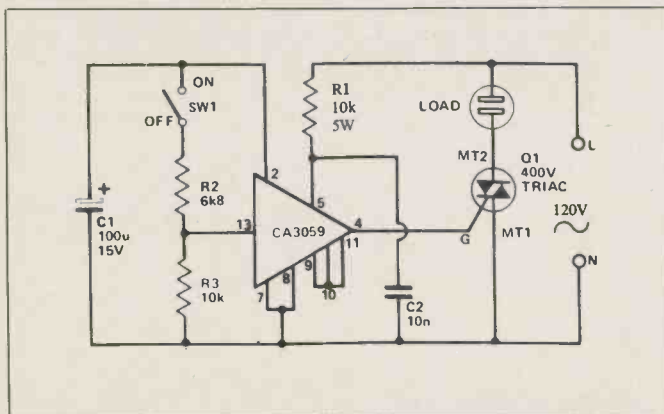 ON
SW1
OFF
R1
10k
5W
LOAD
L
MT2
Q1
400V
TRIAC
120V
R2
6k8
+
C1
100u
15V
2
5
13
CA3059
4
11
G
MT1
N
R3
10k
9
8
7
10
C2
10n